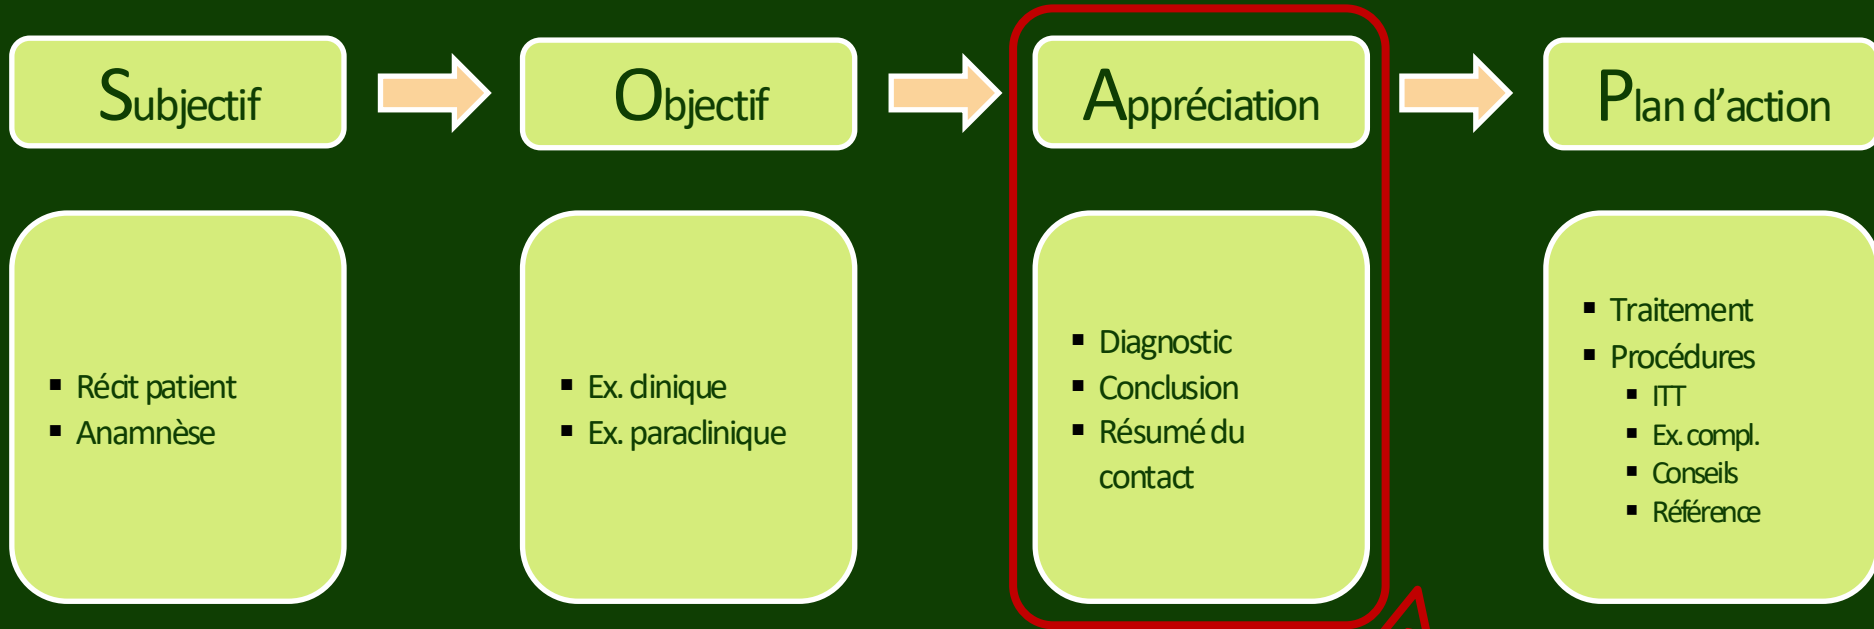 Subjectif
Objectif
Appréciation
Plan d’action
▪ Récit patient
▪ Anamnèse
▪ Ex. clinique
▪ Ex. paraclinique
▪ Diagnostic
▪ Conclusion
▪ Résumé du
contact
▪ Traitement
▪ Procédures
▪ ITT
▪ Ex. compl.
▪ Conseils
▪ Référence